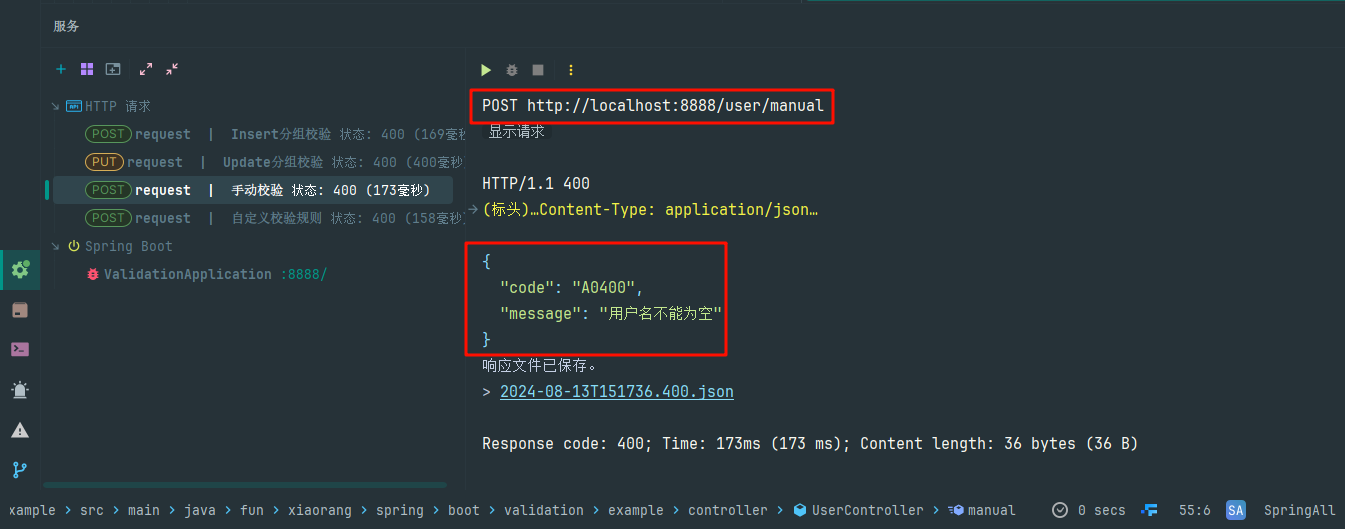 服务
HTTP 请求
POST request | Insert分组校验 状态: 400 (169毫秒
PUT request | Update分组校验 状态: 400 (400毫秒)
POST request | 手动校验 状态: 400 (173毫秒)
POST request | 自定义校验规则 状态: 400 (158毫秒
Spring Boot
ValidationApplication :8888/
POST http://localhost:8888/user/manual
显示请求
HTTP/1.1 400
(标头)…Content-Type: application/json…
{
"code": "A0400",
"message": "用户名不能为空"
}
响应文件已保存。
> 2024-08-13T151736.400.json
Response code: 400; Time: 173ms (173 ms); Content length: 36 bytes (36 B)
xample > src > main > java > fun > xiaorang > spring > boot > validation > example > controller > UserController > manual 0 secs 55:6 SA SpringAll